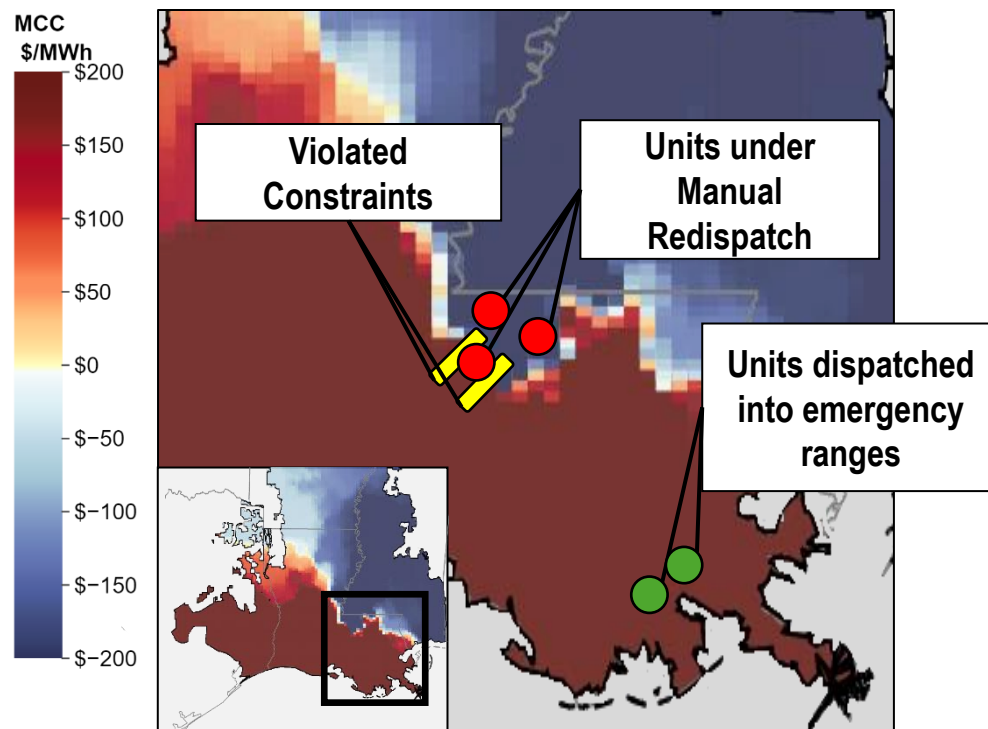 MCC
$/MWh
$200
$150
$100
$50
$0
$−50
$−100
$−150
$−200
Violated
Constraints
Units under
Manual
Redispatch
Units dispatched
into emergency
ranges